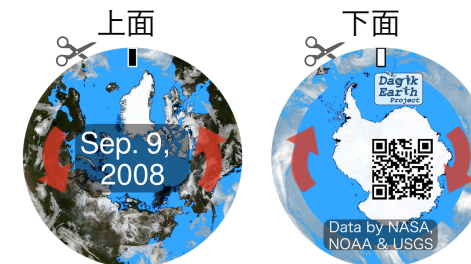 上面
下面
Sep. 9,
2008
Dagik
Earth
Project
Data by NASA,
NOAA & USGS